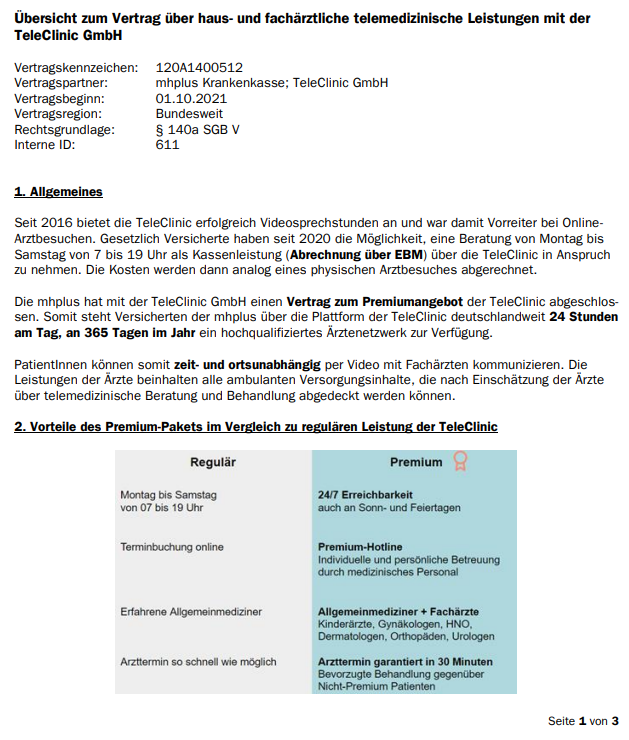 Übersicht zum Vertrag über haus- und fachärztliche telemedizinische Leistungen mit der
TeleClinic GmbH
Vertragskennzeichen: 120A1400512
Vertragspartner: mhplus Krankenkasse; TeleClinic GmbH
Vertragsbeginn: 01.10.2021
Vertragsregion: Bundesweit
Rechtsgrundlage: § 140a SGB V
Interne ID: 611
1. Allgemeines
Seit 2016 bietet die TeleClinic erfolgreich Videosprechstunden an und war damit Vorreiter bei Online-
Arztbesuchen. Gesetzlich Versicherte haben seit 2020 die Möglichkeit, eine Beratung von Montag bis
Samstag von 7 bis 19 Uhr als Kassenleistung (Abrechnung über EBM) über die TeleClinic in Anspruch
zu nehmen. Die Kosten werden dann analog eines physischen Arztbesuches abgerechnet.
Die mhplus hat mit der TeleClinic GmbH einen Vertrag zum Premiumangebot der TeleClinic abgeschlos-
sen. Somit steht Versicherten der mhplus über die Plattform der TeleClinic deutschlandweit 24 Stunden
am Tag, an 365 Tagen im Jahr ein hochqualifiziertes Ärztenetzwerk zur Verfügung.
PatientInnen können somit zeit- und ortsunabhängig per Video mit Fachärzten kommunizieren. Die
Leistungen der Ärzte beinhalten alle ambulanten Versorgungsinhalte, die nach Einschätzung der Ärzte
über telemedizinische Beratung und Behandlung abgedeckt werden können.
2. Vorteile des Premium-Pakets im Vergleich zu regulären Leistung der TeleClinic
Regulär Premium
Montag bis Samstag 24/7 Erreichbarkeit
von 07 bis 19 Uhr auch an Sonn- und Feiertagen
Terminbuchung online Premium-Hotline
Individuelle und persönliche Betreuung
durch medizinisches Personal
Erfahrene Allgemeinmediziner Allgemeinmediziner + Fachärzte
Kinderärzte, Gynäkologen, HNO,
Dermatologen, Orthopäden, Urologen
Arzttermin so schnell wie möglich Arzttermin garantiert in 30 Minuten
Bevorzugte Behandlung gegenüber
Nicht-Premium Patienten
Seite 1 von 3